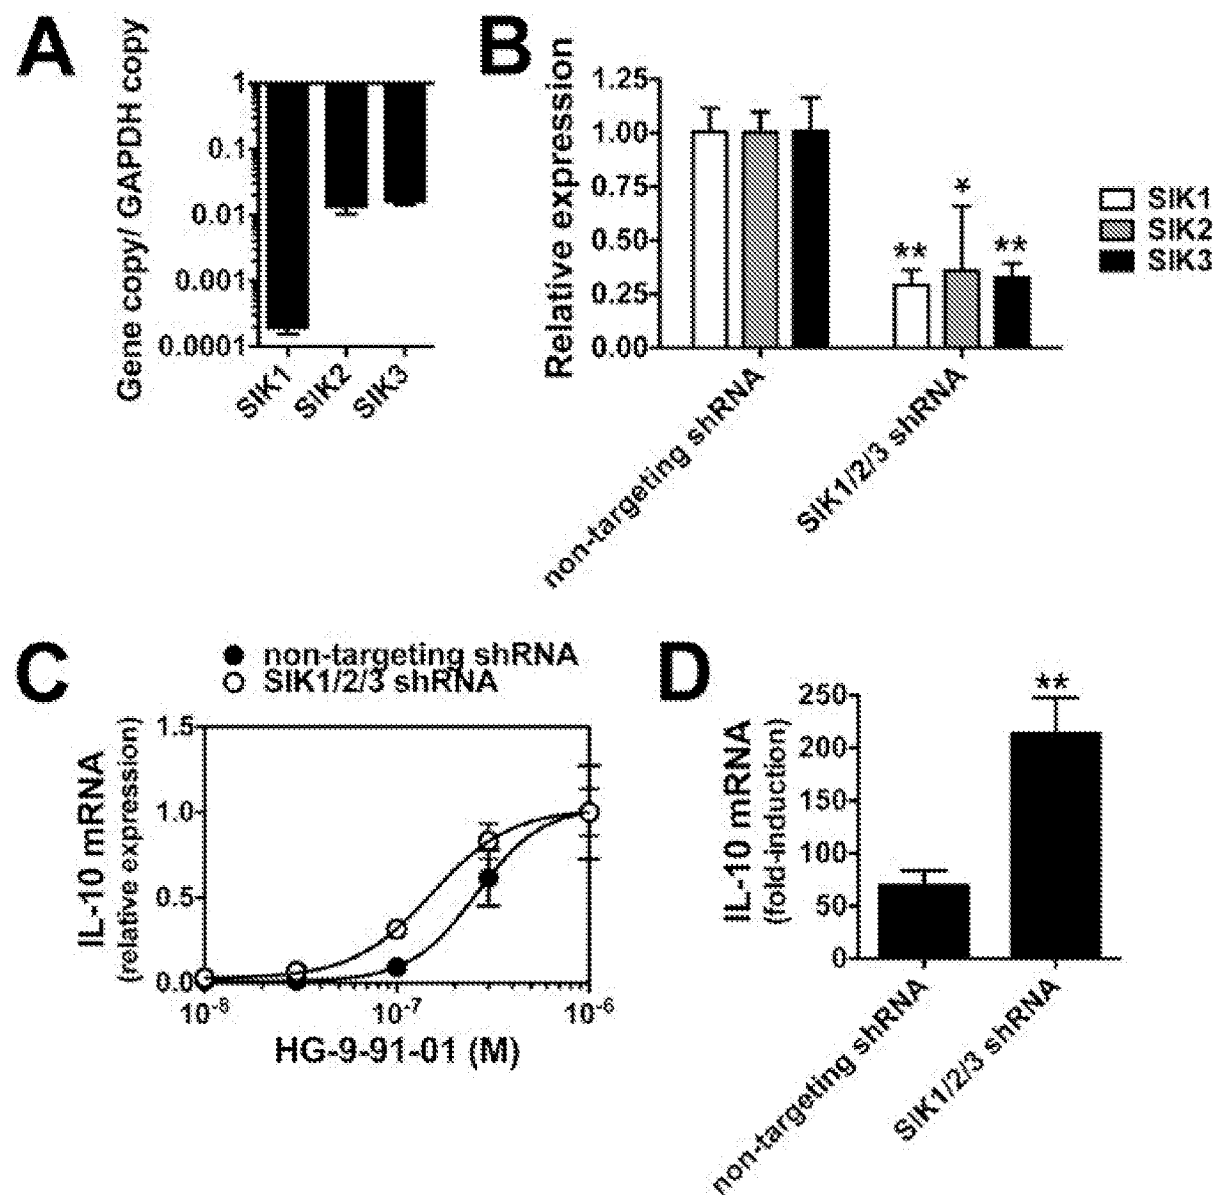 A
Gene copy/ GAPDH copy
1
0.1
0.01
0.001
0.0001
SIK1
SIK2
SIK3
B
Relative expression
1.25
1.00
0.75
0.50
0.25
0.00
**
*
**
non-targeting shRNA
SIK1/2/3 shRNA
SIK1
SIK2
SIK3
C
non-targeting shRNA
SIK1/2/3 shRNA
IL-10 mRNA
(relative expression)
1.5
1.0
0.5
0.0
10⁻⁸
10⁻⁷
10⁻⁶
HG-9-91-01 (M)
D
IL-10 mRNA
(fold-induction)
250
200
150
100
50
0
**
non-targeting shRNA
SIK1/2/3 shRNA